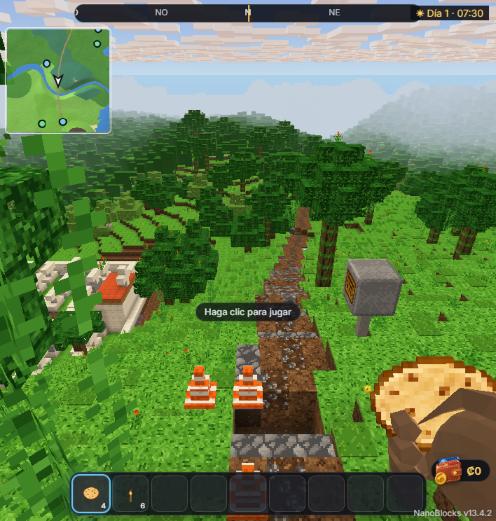 NO
N
NE
Día 1 · 07:30
Haga clic para jugar
4
6
₡0
NanoBlocks v13.4.2